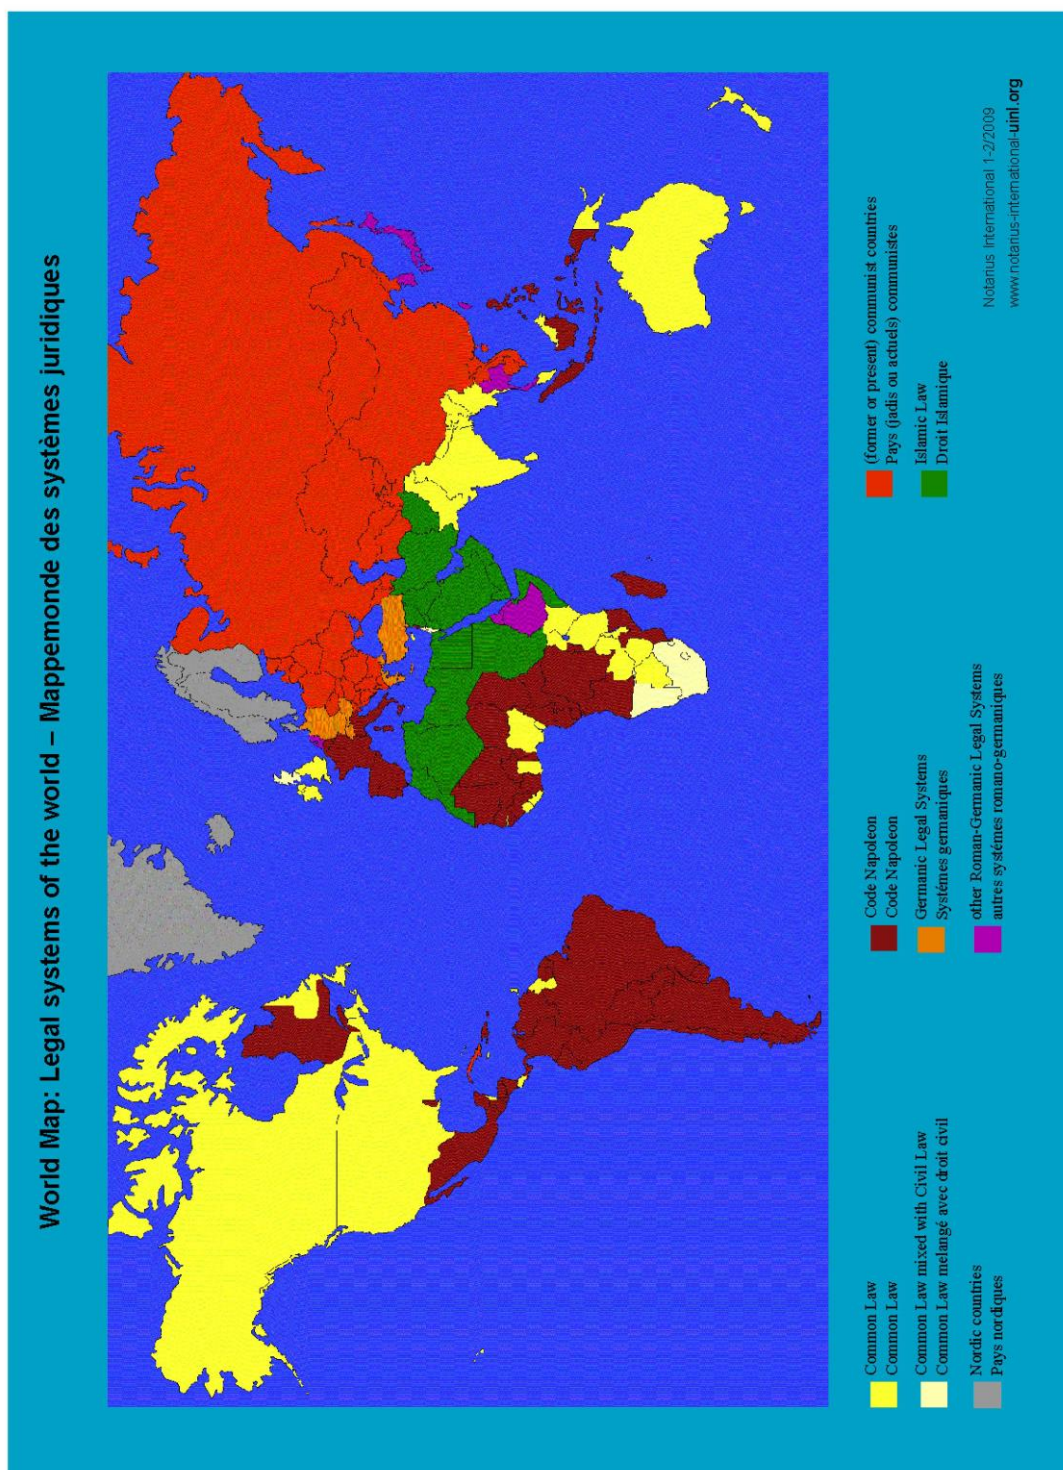 World Map: Legal systems of the world – Mappemonde des systèmes juridiques
Common Law
Common Law
Common Law mixed with Civil Law
Common Law melangé avec droit civil
Nordic countries
Pays nordiques
Code Napoleon
Code Napoleon
Germanic Legal Systems
Systémes germaniques
other Roman-Germanic Legal Systems
autres systémes romano-germaniques
(former or present) communist countries
Pays (jadis ou actuels) communistes
Islamic Law
Droit Islamique
Notarius International 1-2/2009
www.notarius-international-uinl.org